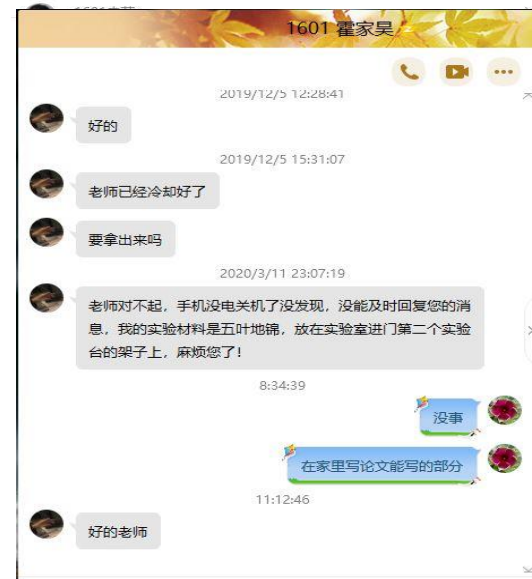 1601 霍家昊
2019/12/5 12:28:41
好的
2019/12/5 15:31:07
老师已经冷却好了
要拿出来吗
2020/3/11 23:07:19
老师对不起，手机没电关机了没发现，没能及时回复您的消
息，我的实验材料是五叶地锦，放在实验室进门第二个实验
台的架子上，麻烦您了！
8:34:39
没事
在家里写论文能写的部分
11:12:46
好的老师